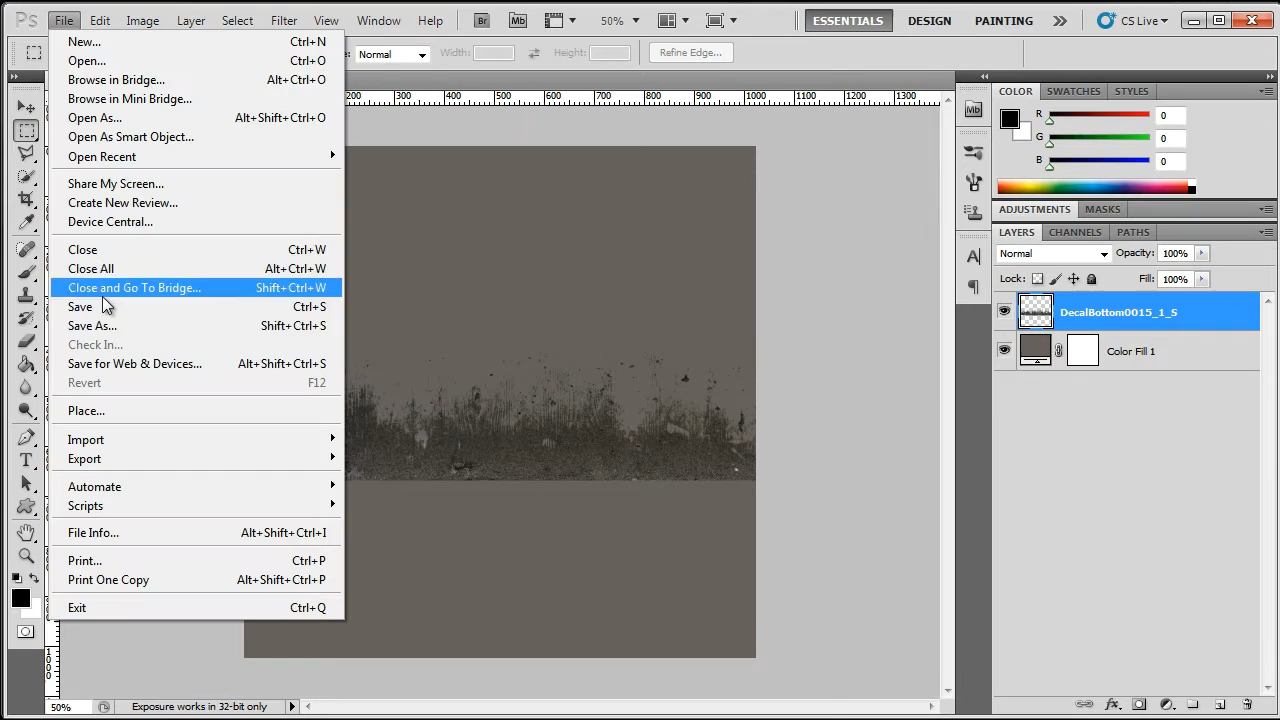 Ps File Edit Image Layer Select Filter View Window Help Br Mb 50% ESSENTIALS DESIGN PAINTING CS Live
Normal Width: Height: Refine Edge...
New... Ctrl+N
Open... Ctrl+O
Browse in Bridge... Alt+Ctrl+O
Browse in Mini Bridge...
Open As... Alt+Shift+Ctrl+O
Open As Smart Object...
Open Recent
Share My Screen...
Create New Review...
Device Central...
Close Ctrl+W
Close All Alt+Ctrl+W
Close and Go To Bridge... Shift+Ctrl+W
Save Ctrl+S
Save As... Shift+Ctrl+S
Check In...
Save for Web & Devices... Alt+Shift+Ctrl+S
Revert F12
Place...
Import
Export
Automate
Scripts
File Info... Alt+Shift+Ctrl+I
Print... Ctrl+P
Print One Copy Alt+Shift+Ctrl+P
Exit Ctrl+Q
200 300 400 500 600 700 800 900 1000 1100 1200 1300
Mb
COLOR SWATCHES STYLES
R 0
G 0
B 0
ADJUSTMENTS MASKS
LAYERS CHANNELS PATHS
Normal Opacity: 100%
Lock: Fill: 100%
DecalBottom0015_1_S
Color Fill 1
50% Exposure works in 32-bit only